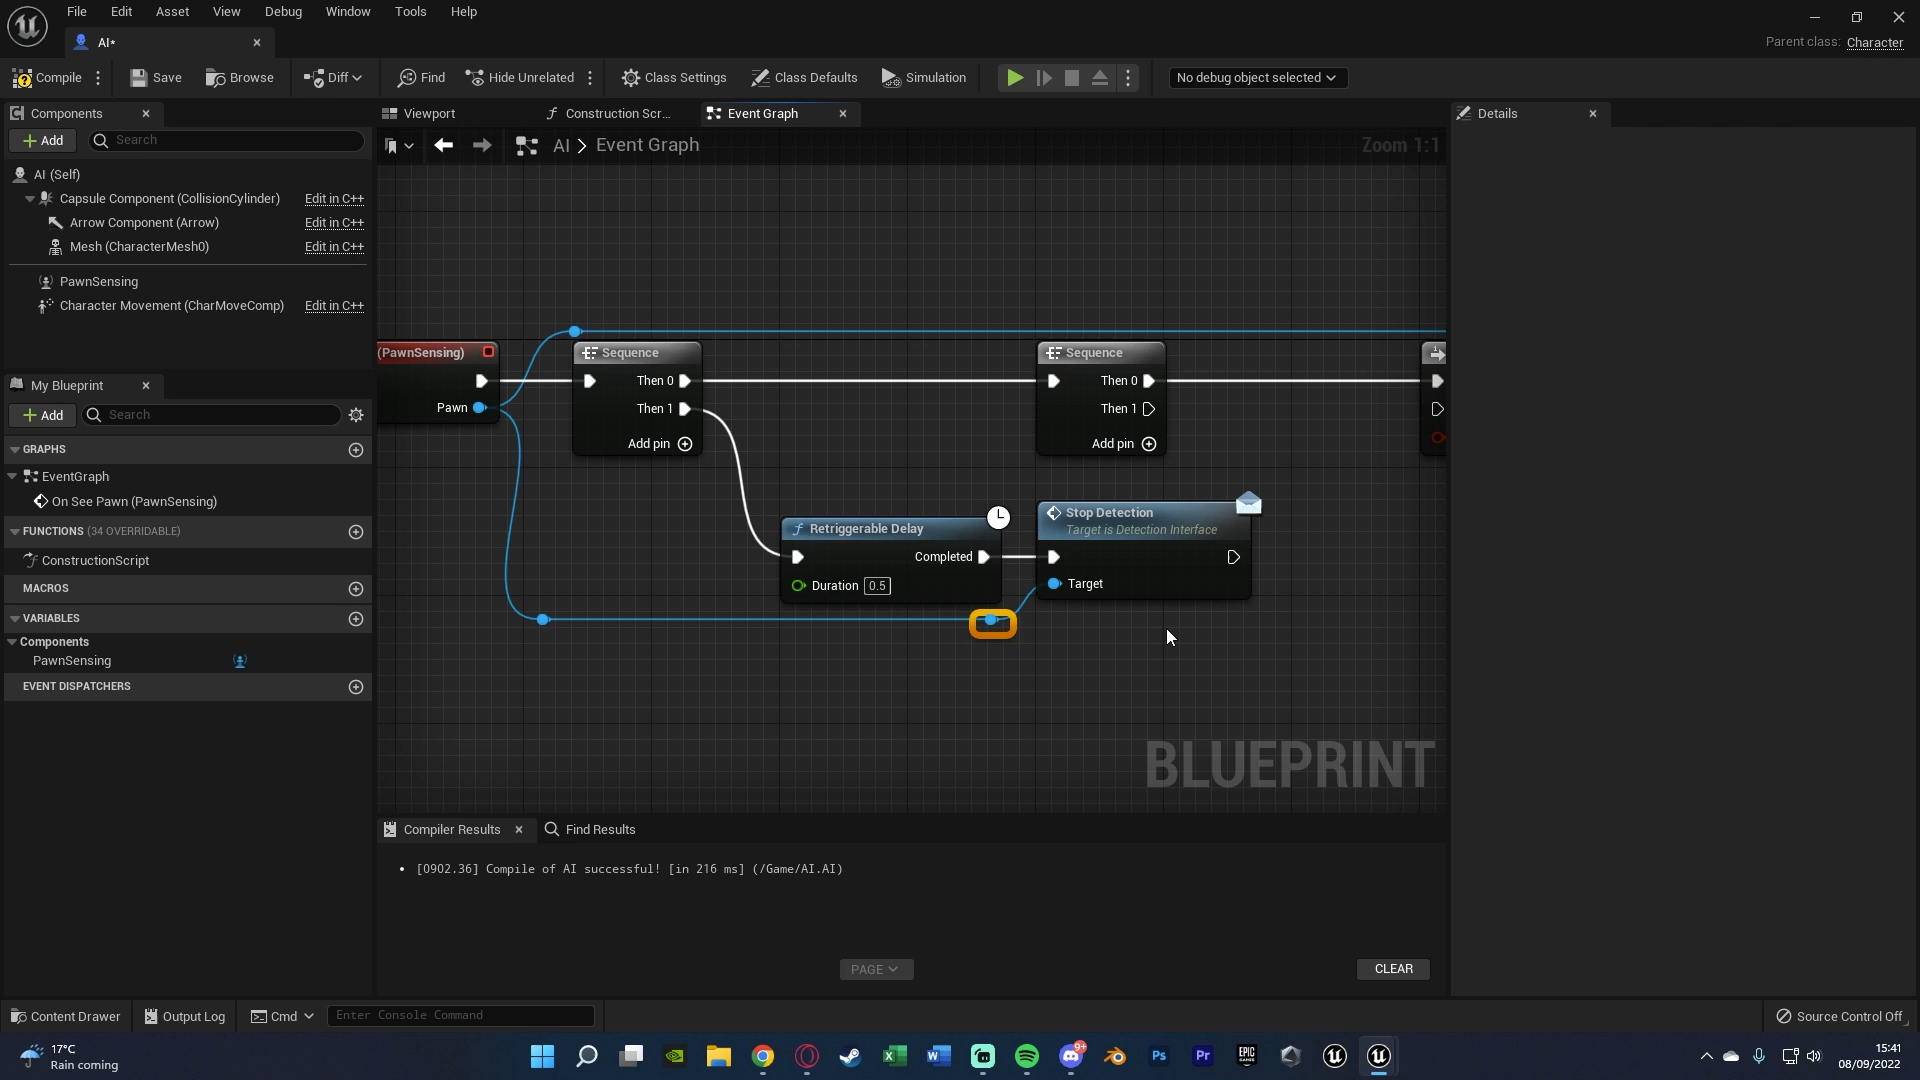 File Edit Asset View Debug Window Tools Help
AI*
Parent class: Character
Compile Save Browse Diff Find Hide Unrelated Class Settings Class Defaults Simulation No debug object selected
Components
Add Search
AI (Self)
Capsule Component (CollisionCylinder) Edit in C++
Arrow Component (Arrow) Edit in C++
Mesh (CharacterMesh0) Edit in C++
PawnSensing
Character Movement (CharMoveComp) Edit in C++
My Blueprint
Add Search
GRAPHS
EventGraph
On See Pawn (PawnSensing)
FUNCTIONS (34 OVERRIDABLE)
ConstructionScript
MACROS
VARIABLES
Components
PawnSensing
EVENT DISPATCHERS
Viewport Construction Scr... Event Graph
AI > Event Graph Zoom 1:1
(PawnSensing)
Pawn
Sequence
Then 0
Then 1
Add pin
Sequence
Then 0
Then 1
Add pin
Retriggerable Delay
Completed
Duration 0.5
Stop Detection
Target is Detection Interface
Target
BLUEPRINT
Details
Compiler Results Find Results
[0902.36] Compile of AI successful! [in 216 ms] (/Game/AI.AI)
PAGE CLEAR
Content Drawer Output Log Cmd Enter Console Command Source Control Off
17°C
Rain coming
9+
Ps
Pr
EPIC
GAMES
15:41
08/09/2022